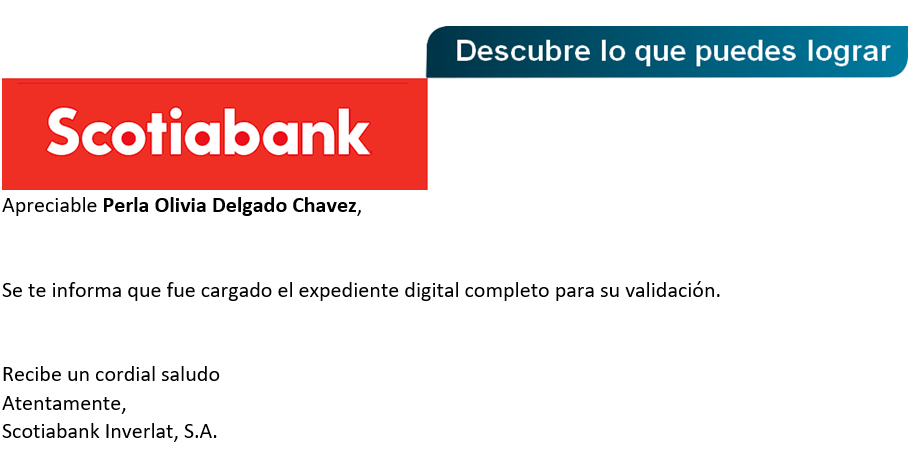 Descubre lo que puedes lograr
Scotiabank
Apreciable Perla Olivia Delgado Chavez,
Se te informa que fue cargado el expediente digital completo para su validación.
Recibe un cordial saludo
Atentamente,
Scotiabank Inverlat, S.A.